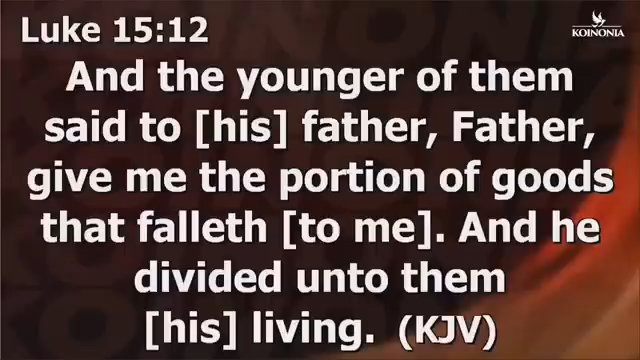 Luke 15:12
KOINONIA
And the younger of them
said to [his] father, Father,
give me the portion of goods
that falleth [to me]. And he
divided unto them
[his] living. (KJV)